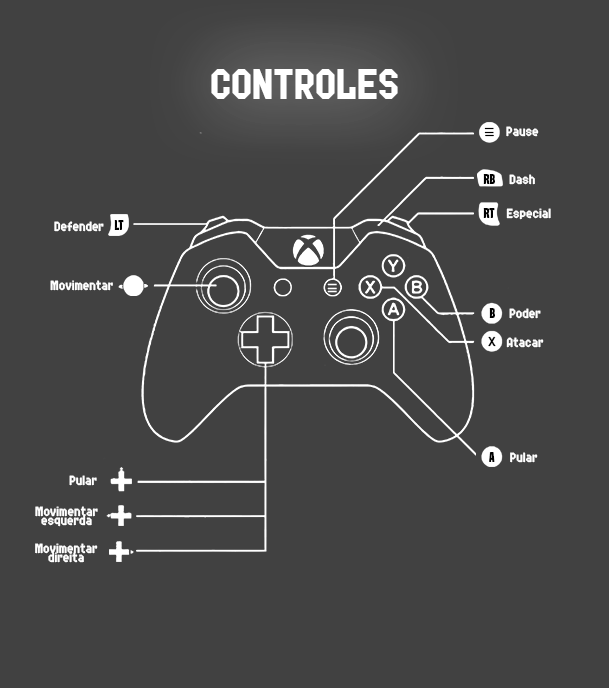 CONTROLES
Pause
RB Dash
RT Especial
Defender LT
Movimentar
Y
X B
A
B Poder
X Atacar
A Pular
Pular
Movimentar
esquerda
Movimentar
direita